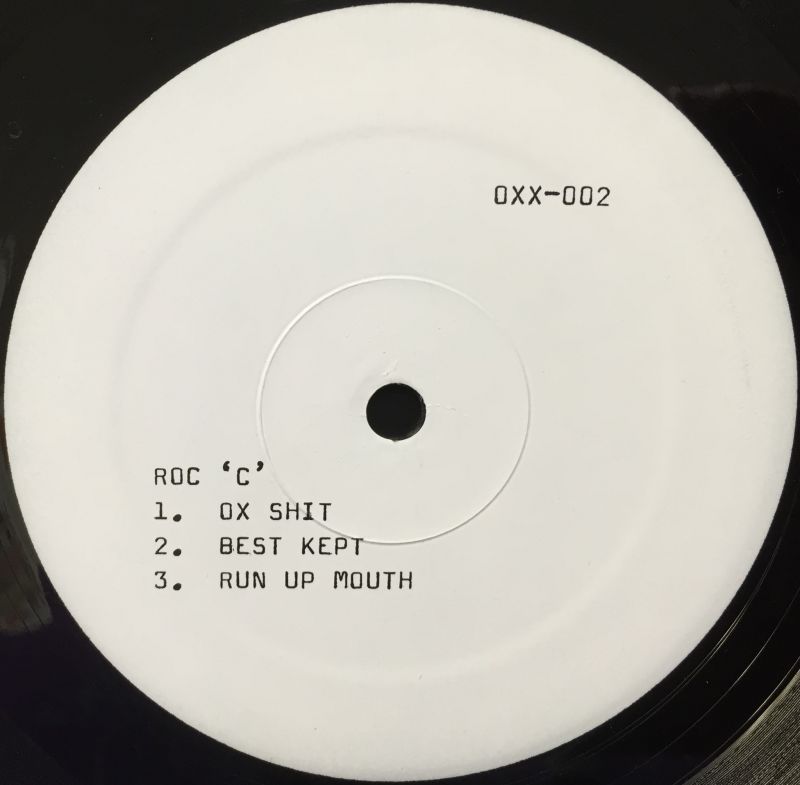 OXX-002
ROC 'C'
1. OX SHIT
2. BEST KEPT
3. RUN UP MOUTH